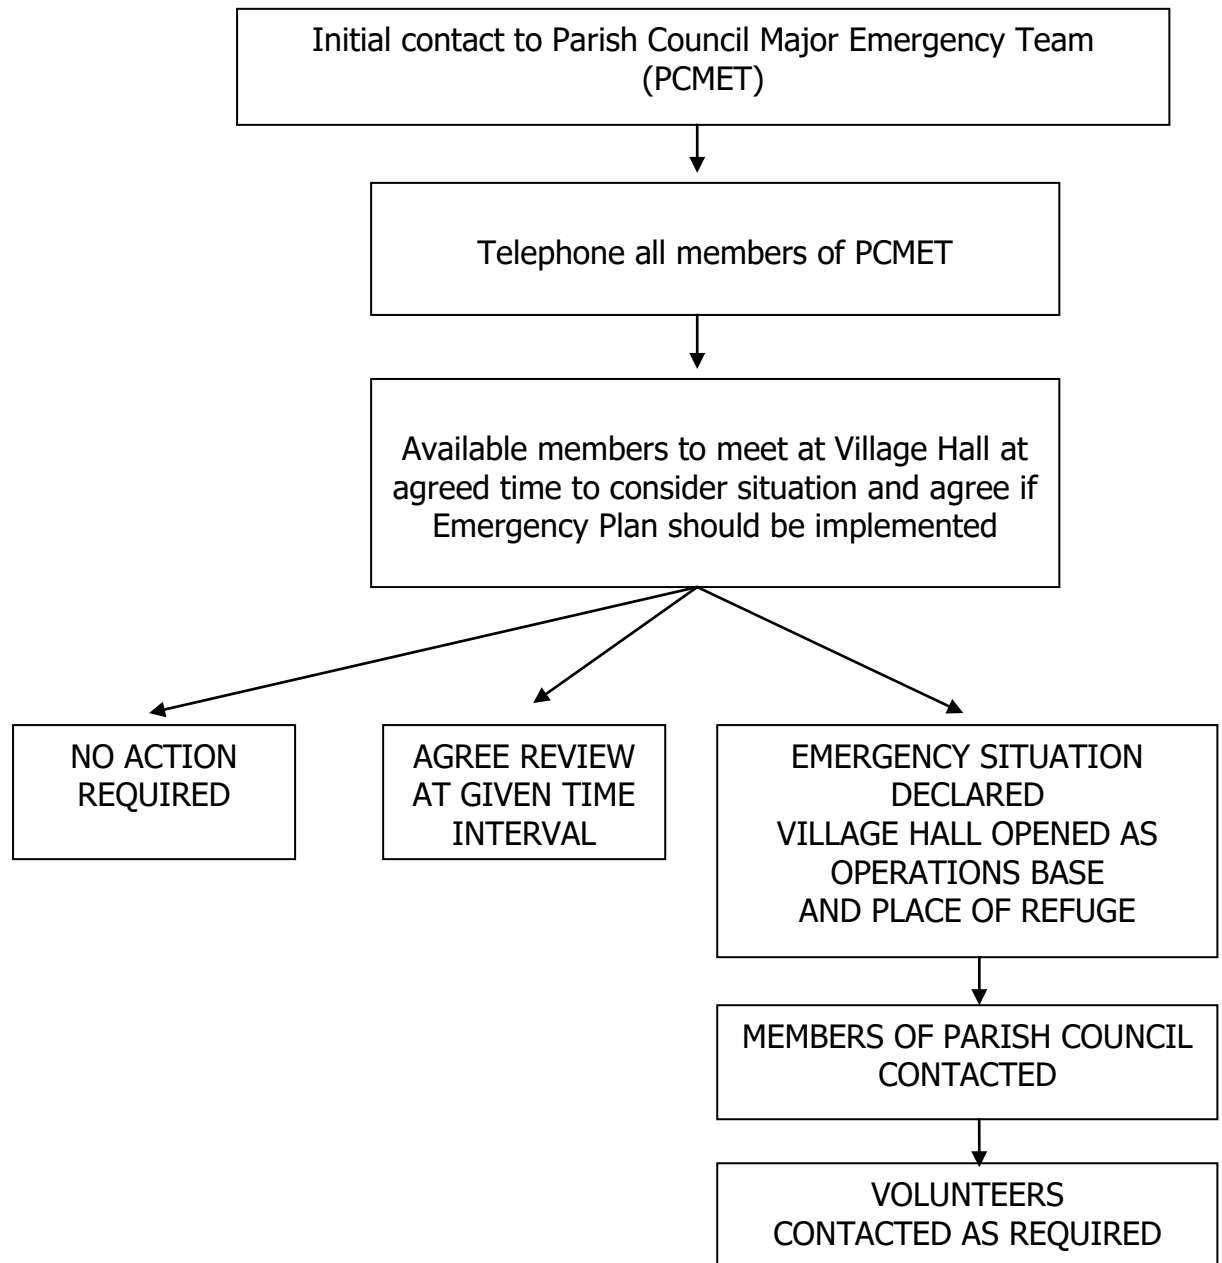 Initial contact to Parish Council Major Emergency Team
(PCMET)
Telephone all members of PCMET
Available members to meet at Village Hall at
agreed time to consider situation and agree if
Emergency Plan should be implemented
NO ACTION
REQUIRED
AGREE REVIEW
AT GIVEN TIME
INTERVAL
EMERGENCY SITUATION
DECLARED
VILLAGE HALL OPENED AS
OPERATIONS BASE
AND PLACE OF REFUGE
MEMBERS OF PARISH COUNCIL
CONTACTED
VOLUNTEERS
CONTACTED AS REQUIRED